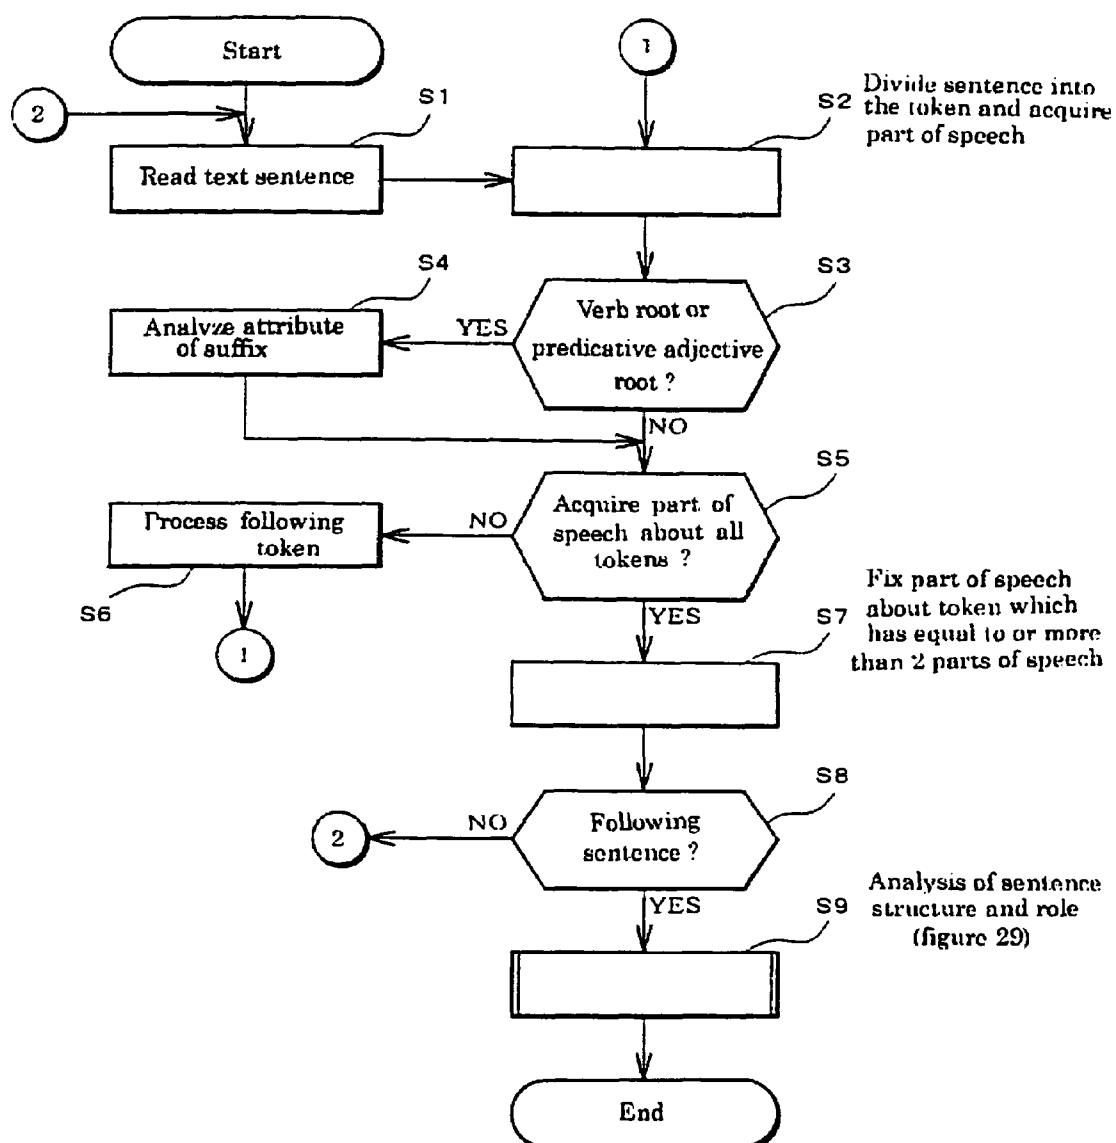 Start
1
2
S1
S2
Divide sentence into
the token and acquire
part of speech
Read text sentence
S4
S3
Analyze attribute
of suffix
YES
Verb root or
predicative adjective
root ?
NO
S5
Process following
token
NO
Acquire part of
speech about all
tokens ?
S6
YES
S7
Fix part of speech
about token which
has equal to or more
than 2 parts of speech
1
S8
2
NO
Following
sentence ?
YES
S9
Analysis of sentence
structure and role
(figure 29)
End